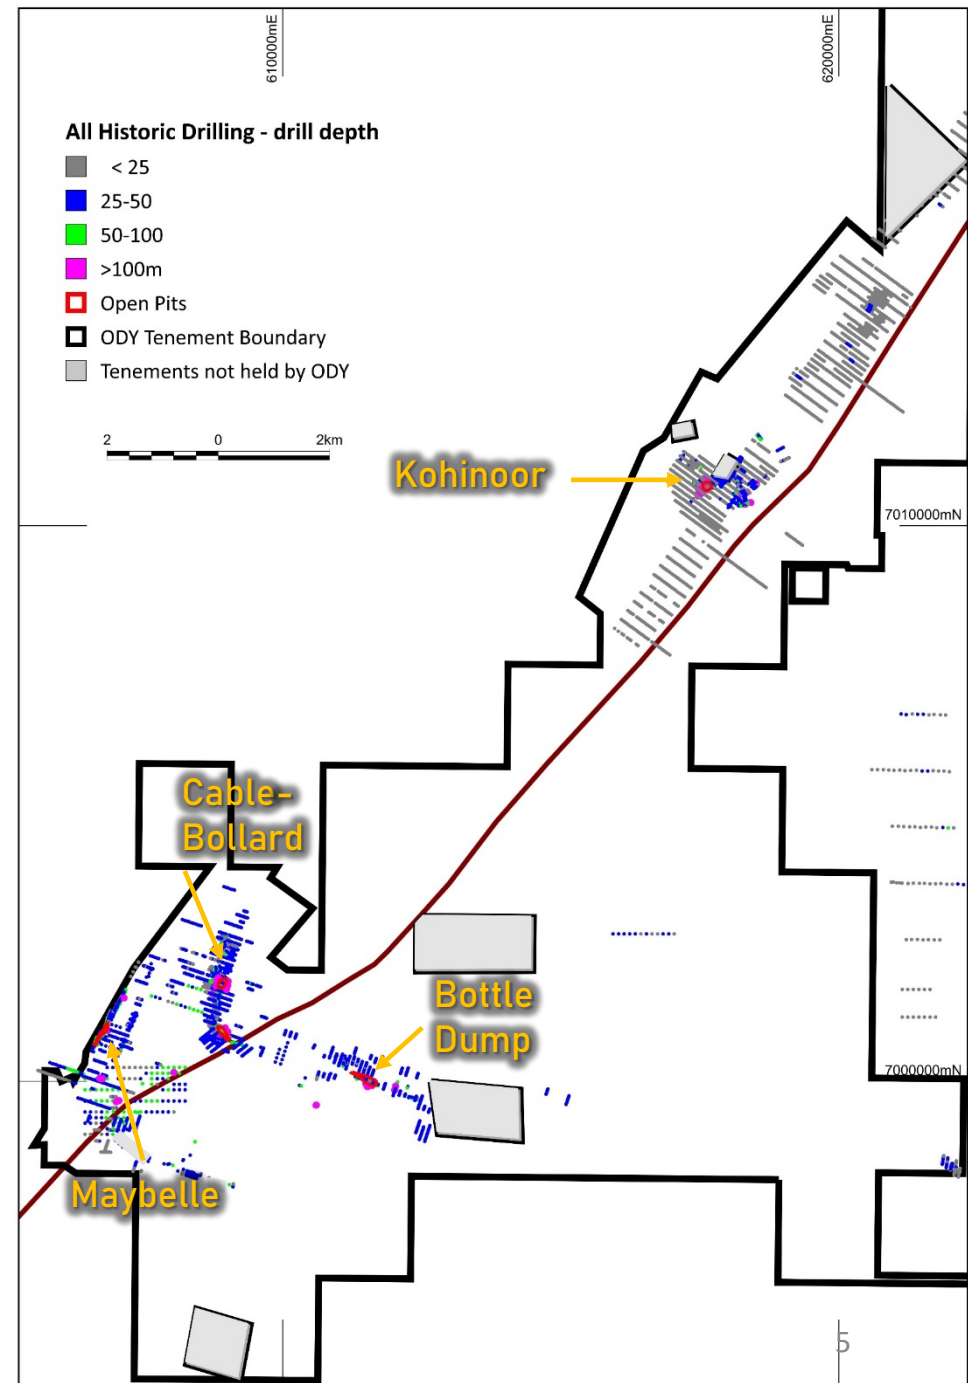 610000mE
620000mE
All Historic Drilling - drill depth
< 25
25-50
50-100
>100m
Open Pits
ODY Tenement Boundary
Tenements not held by ODY
2 0 2km
Kohinoor
7010000mN
Cable-
Bollard
Bottle
Dump
7000000mN
Maybelle
5